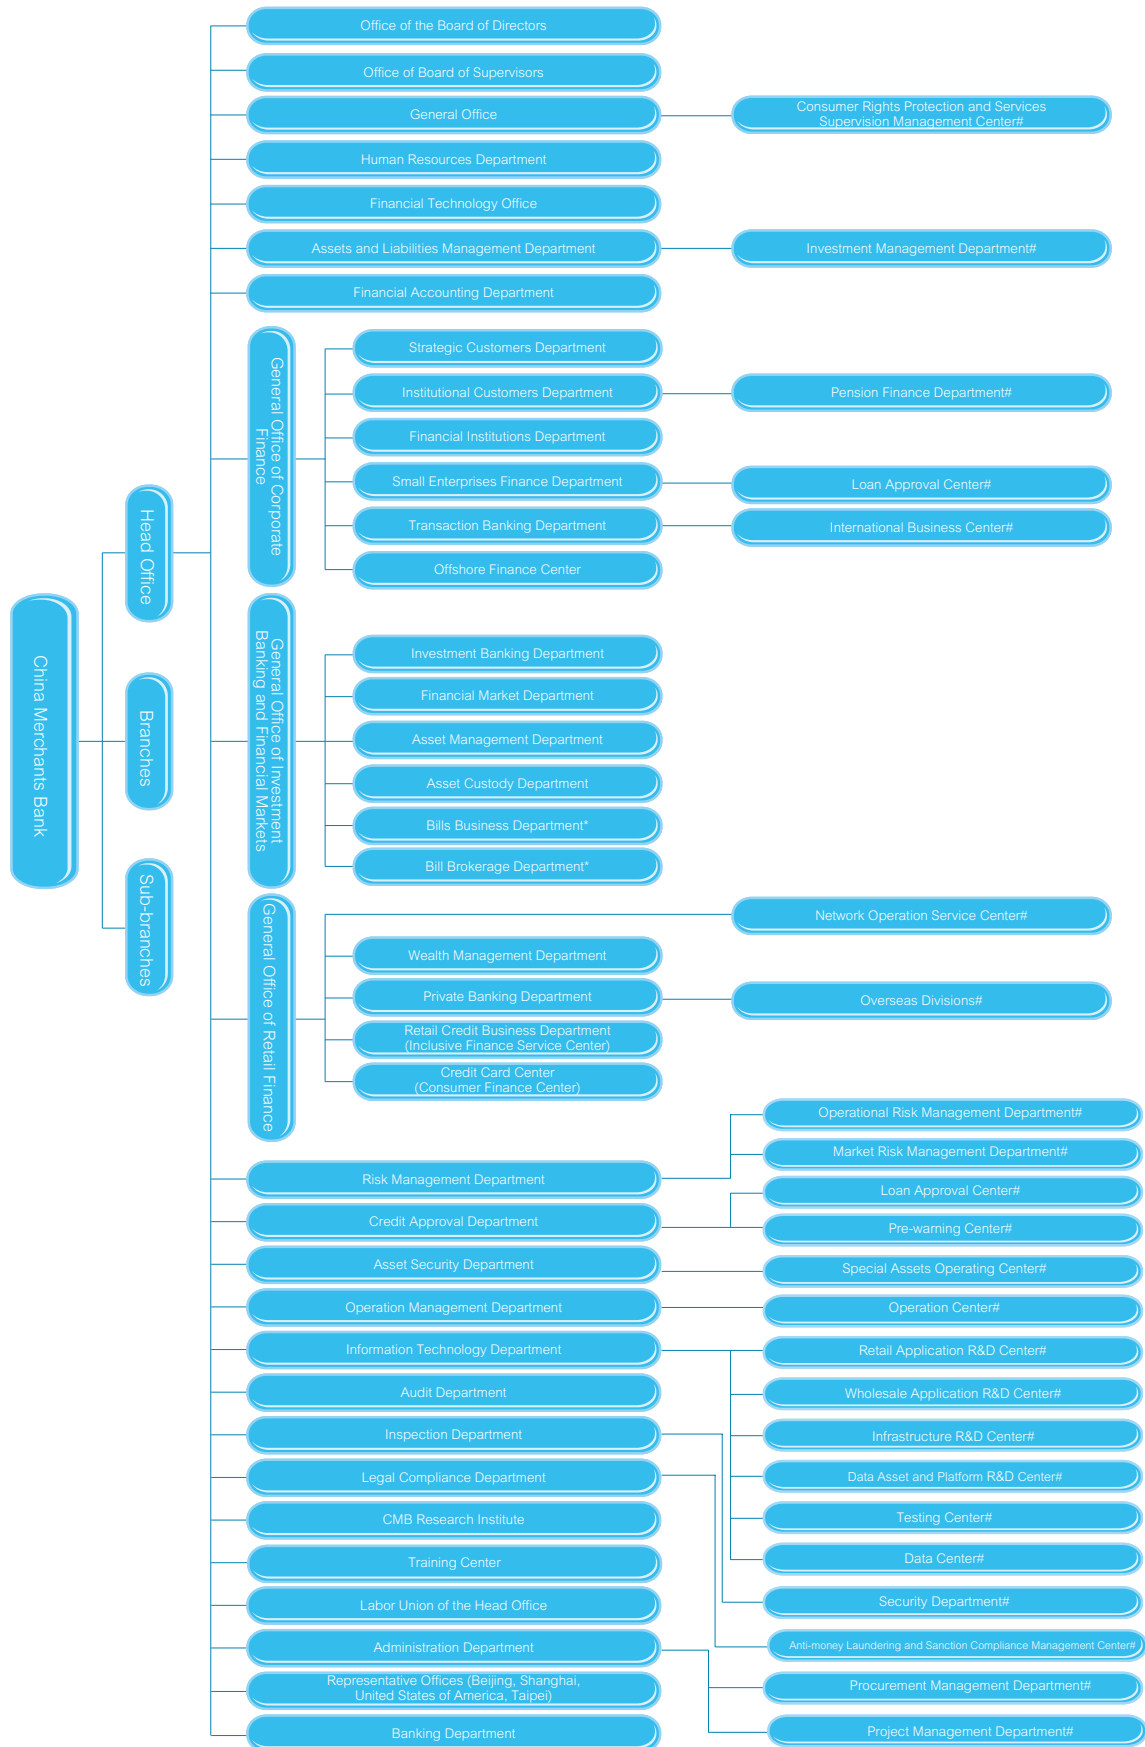 Office of the Board of Directors
Office of Board of Supervisors
General Office
Consumer Rights Protection and Services
Supervision Management Center#
Human Resources Department
Financial Technology Office
Assets and Liabilities Management Department
Investment Management Department#
Financial Accounting Department
General Office of Corporate
Finance
Strategic Customers Department
Institutional Customers Department
Pension Finance Department#
Financial Institutions Department
Small Enterprises Finance Department
Loan Approval Center#
Transaction Banking Department
International Business Center#
Offshore Finance Center
Head Office
China Merchants Bank
Branches
Sub-branches
General Office of Investment
Banking and Financial Markets
Investment Banking Department
Financial Market Department
Asset Management Department
Asset Custody Department
Bills Business Department*
Bill Brokerage Department*
General Office of Retail Finance
Network Operation Service Center#
Wealth Management Department
Private Banking Department
Overseas Divisions#
Retail Credit Business Department
(Inclusive Finance Service Center)
Credit Card Center
(Consumer Finance Center)
Operational Risk Management Department#
Market Risk Management Department#
Risk Management Department
Loan Approval Center#
Credit Approval Department
Pre-warning Center#
Asset Security Department
Special Assets Operating Center#
Operation Management Department
Operation Center#
Information Technology Department
Retail Application R&D Center#
Audit Department
Wholesale Application R&D Center#
Inspection Department
Infrastructure R&D Center#
Legal Compliance Department
Data Asset and Platform R&D Center#
CMB Research Institute
Testing Center#
Training Center
Data Center#
Labor Union of the Head Office
Security Department#
Administration Department
Anti-money Laundering and Sanction Compliance Management Center#
Representative Offices (Beijing, Shanghai,
United States of America, Taipei)
Procurement Management Department#
Banking Department
Project Management Department#